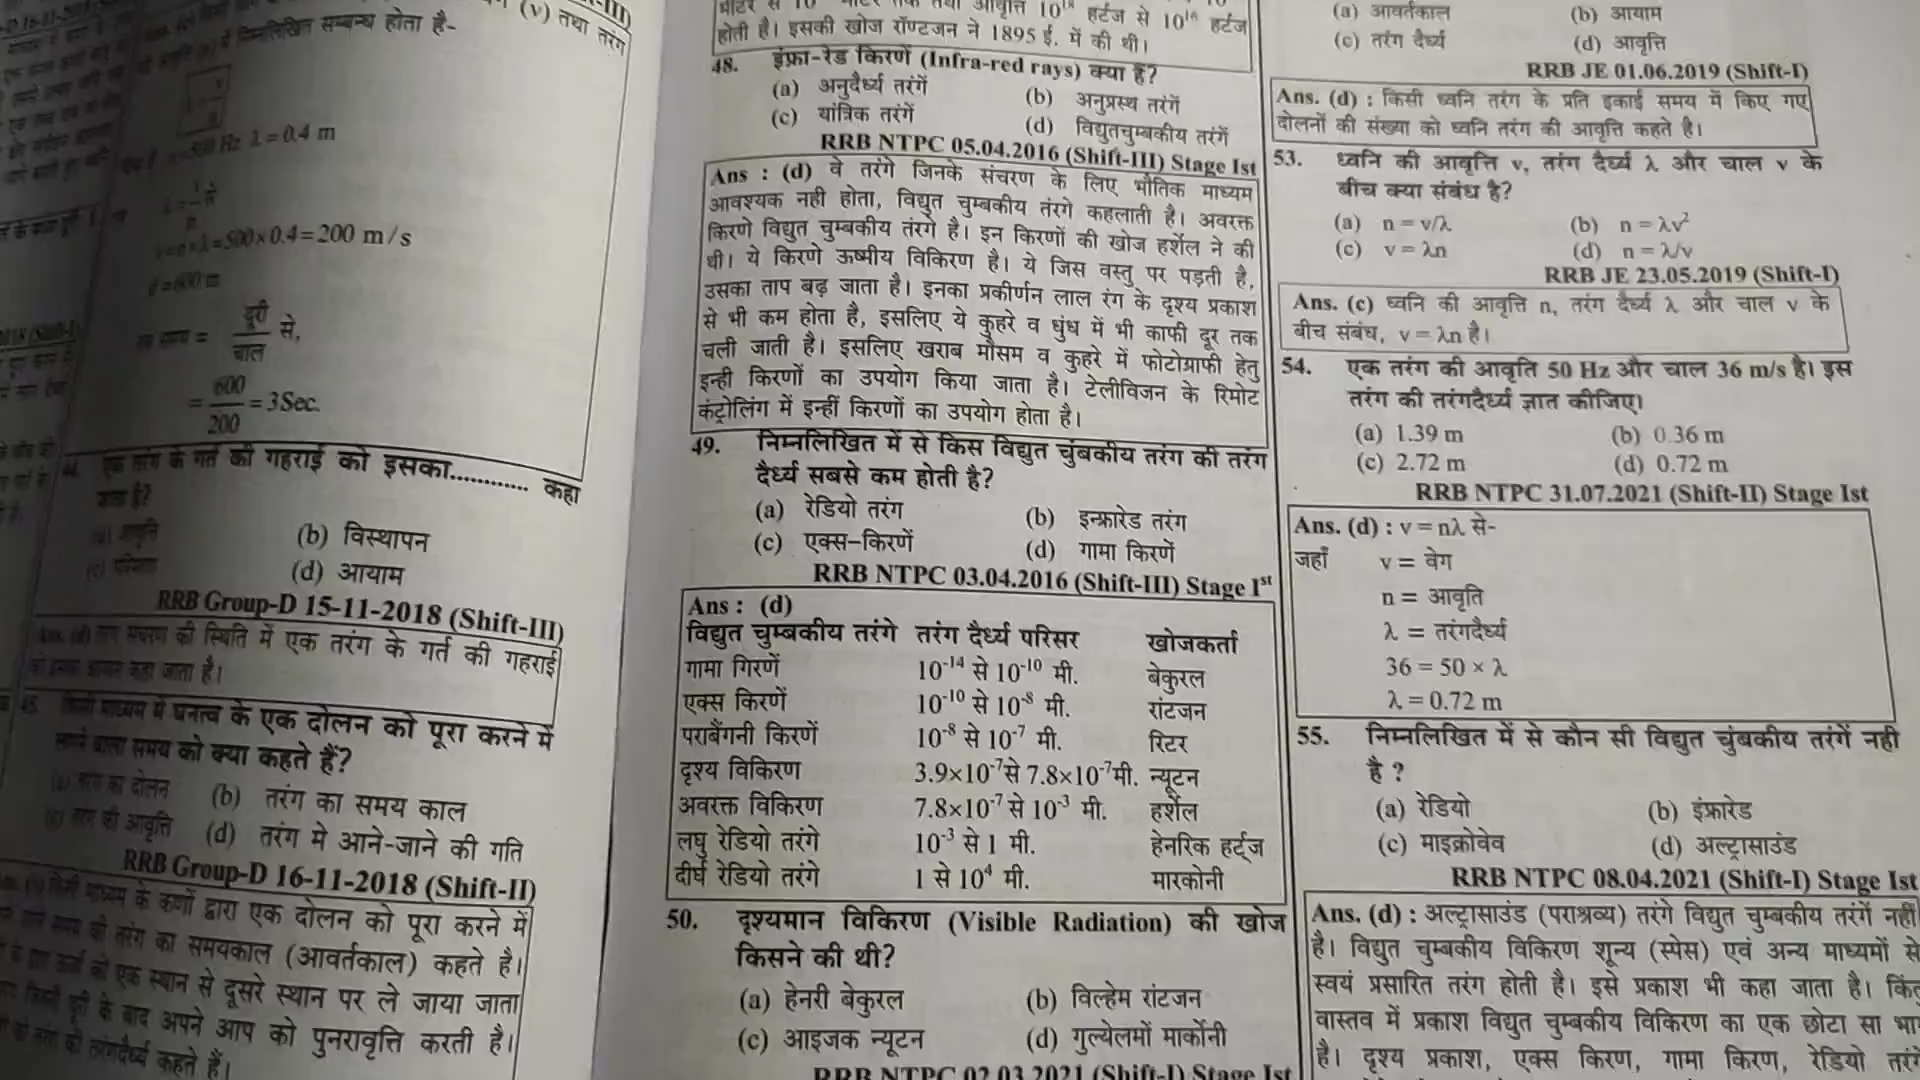 (v) तथा तरंग
निम्नलिखित सम्बन्ध होता है-
λ = 0.4 m
=500×0.4=200 m/s
दूरी
= ── से,
चाल
600
= ── = 3Sec.
200
के गर्त की गहराई को इसका............ कहा
(b) विस्थापन
(d) आयाम
RRB Group-D 15-11-2018 (Shift-III)
की स्थिति में एक तरंग के गर्त की गहराई
कहा जाता है।
घनत्व के एक दोलन को पूरा करने में
समय को क्या कहते हैं?
(b) तरंग का समय काल
(d) तरंग मे आने-जाने की गति
RRB Group-D 16-11-2018 (Shift-II)
माध्यम के कणों द्वारा एक दोलन को पूरा करने में
तरंग का समयकाल (आवर्तकाल) कहते है।
को एक स्थान से दूसरे स्थान पर ले जाया जाता
के बाद अपने आप को पुनरावृत्ति करती है।
कहते हैं।
होती है। इसकी खोज रॉण्टजन ने 1895 ई. में की थी।
48. इंफ्रा-रेड किरणें (Infra-red rays) क्या हैं?
(a) अनुदैर्ध्य तरंगें (b) अनुप्रस्थ तरंगें
(c) यांत्रिक तरंगें (d) विद्युतचुम्बकीय तरंगें
RRB NTPC 05.04.2016 (Shift-III) Stage Ist
Ans : (d) वे तरंगे जिनके संचरण के लिए भौतिक माध्यम
आवश्यक नही होता, विद्युत चुम्बकीय तंरगे कहलाती है। अवरक्त
किरणे विद्युत चुम्बकीय तंरगे है। इन किरणों की खोज हर्शेल ने की
थी। ये किरणे ऊष्मीय विकिरण है। ये जिस वस्तु पर पड़ती है,
उसका ताप बढ़ जाता है। इनका प्रकीर्णन लाल रंग के दृश्य प्रकाश
से भी कम होता है, इसलिए ये कुहरे व धुंध में भी काफी दूर तक
चली जाती है। इसलिए खराब मौसम व कुहरे में फोटोग्राफी हेतु
इन्ही किरणों का उपयोग किया जाता है। टेलीविजन के रिमोट
कंट्रोलिंग में इन्हीं किरणों का उपयोग होता है।
49. निम्नलिखित में से किस विद्युत चुंबकीय तरंग की तरंग
दैर्ध्य सबसे कम होती है?
(a) रेडियो तरंग (b) इन्फ्रारेड तरंग
(c) एक्स-किरणें (d) गामा किरणें
RRB NTPC 03.04.2016 (Shift-III) Stage Iˢᵗ
Ans : (d)
विद्युत चुम्बकीय तरंगे तरंग दैर्ध्य परिसर खोजकर्ता
गामा गिरणें 10⁻¹⁴ से 10⁻¹⁰ मी. बेकुरल
एक्स किरणें 10⁻¹⁰ से 10⁻⁸ मी. रांटजन
पराबैंगनी किरणें 10⁻⁸ से 10⁻⁷ मी. रिटर
दृश्य विकिरण 3.9×10⁻⁷से 7.8×10⁻⁷मी. न्यूटन
अवरक्त विकिरण 7.8×10⁻⁷ से 10⁻³ मी. हर्शेल
लघु रेडियो तरंगे 10⁻³ से 1 मी. हेनरिक हर्ट्ज
दीर्घ रेडियो तरंगे 1 से 10⁴ मी. मारकोनी
50. दृश्यमान विकिरण (Visible Radiation) की खोज
किसने की थी?
(a) हेनरी बेकुरल (b) विल्हेम रांटजन
(c) आइजक न्यूटन (d) गुल्येलमों मार्कोनी
RRB NTPC 02.03.2021 (Shift-I) Stage Ist
(a) आवर्तकाल (b) आयाम
(c) तरंग दैर्ध्य (d) आवृत्ति
RRB JE 01.06.2019 (Shift-I)
Ans. (d) : किसी ध्वनि तरंग के प्रति इकाई समय में किए गए
दोलनों की संख्या को ध्वनि तरंग की आवृत्ति कहते है।
53. ध्वनि की आवृत्ति v, तरंग दैर्ध्य λ और चाल v के
बीच क्या संबंध है?
(a) n = v/λ (b) n = λv²
(c) v = λn (d) n = λ/v
RRB JE 23.05.2019 (Shift-I)
Ans. (c) ध्वनि की आवृत्ति n, तरंग दैर्ध्य λ और चाल v के
बीच संबंध, v = λn है।
54. एक तरंग की आवृति 50 Hz और चाल 36 m/s है। इस
तरंग की तरंगदैर्ध्य ज्ञात कीजिए।
(a) 1.39 m (b) 0.36 m
(c) 2.72 m (d) 0.72 m
RRB NTPC 31.07.2021 (Shift-II) Stage Ist
Ans. (d) : v = nλ से-
जहाँ v = वेग
n = आवृति
λ = तरंगदैर्ध्य
36 = 50 × λ
λ = 0.72 m
55. निम्नलिखित में से कौन सी विद्युत चुंबकीय तरंगें नही
है ?
(a) रेडियो (b) इंफ्रारेड
(c) माइक्रोवेव (d) अल्ट्रासाउंड
RRB NTPC 08.04.2021 (Shift-I) Stage Ist
Ans. (d) : अल्ट्रासाउंड (पराश्रव्य) तरंगे विद्युत चुम्बकीय तरंगें नहीं
है। विद्युत चुम्बकीय विकिरण शून्य (स्पेस) एवं अन्य माध्यमों से
स्वयं प्रसारित तरंग होती है। इसे प्रकाश भी कहा जाता है।
वास्तव में प्रकाश विद्युत चुम्बकीय विकिरण का एक छोटा सा
है। दृश्य प्रकाश, एक्स किरण, गामा किरण, रेडियो